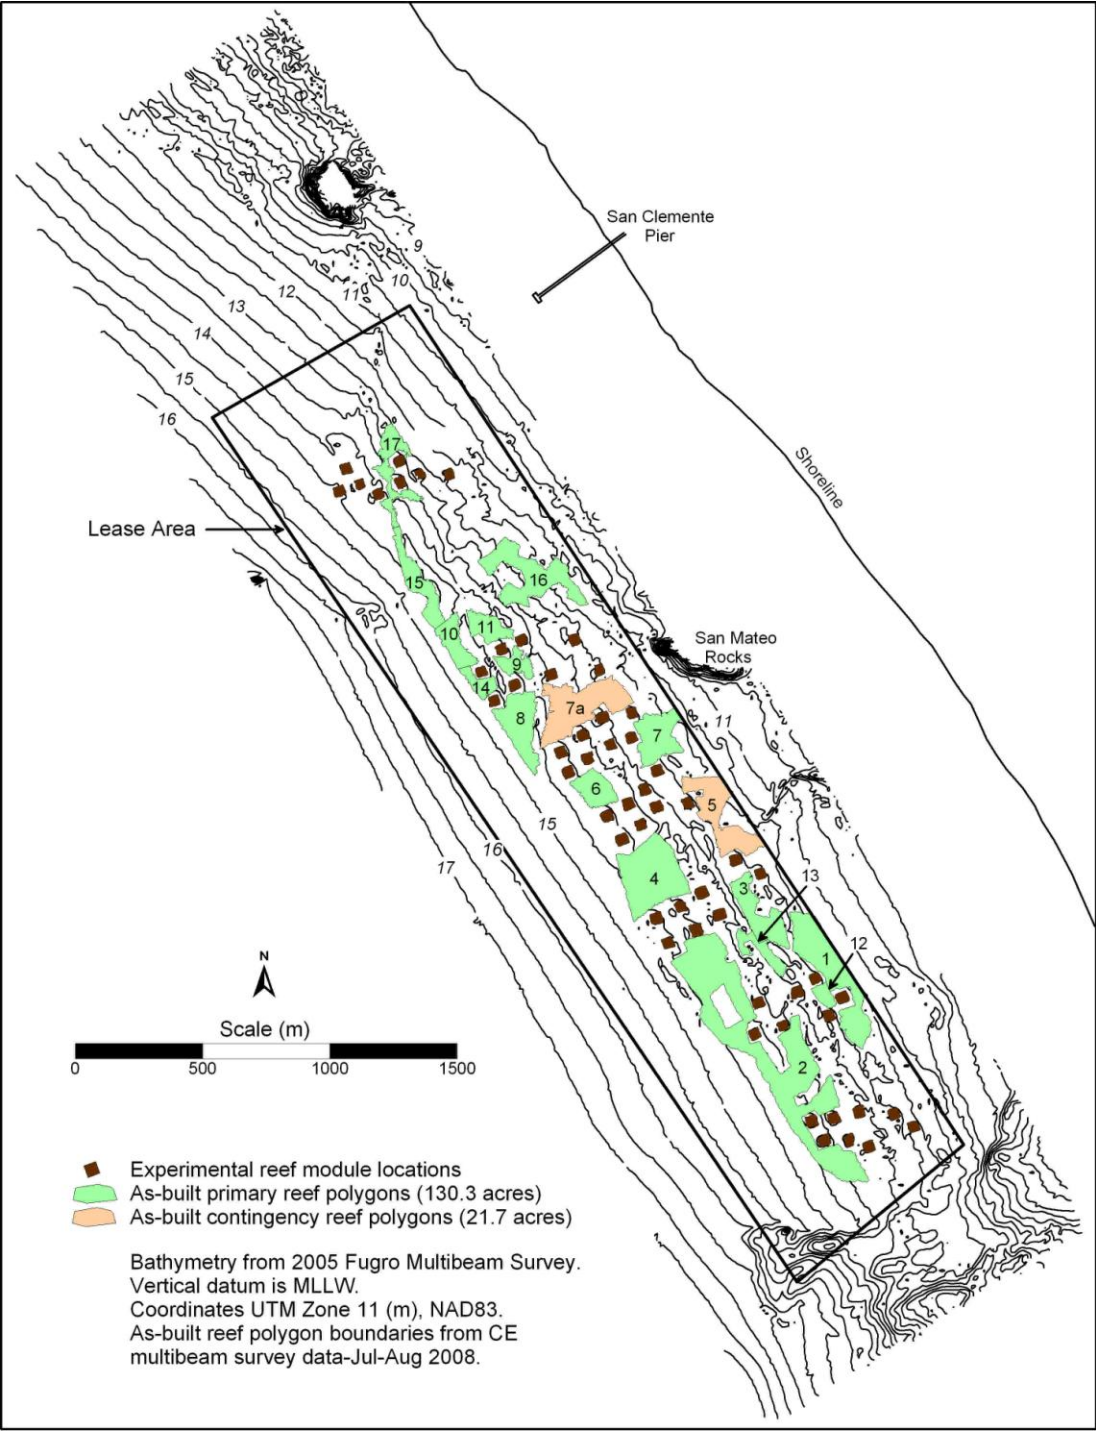 San Clemente
Pier
9
10
11
12
13
14
15
16
17
Shoreline
Lease Area
15
16
10
11
9
14
San Mateo
Rocks
11
8
7a
7
6
5
15
16
17
4
3
13
1
12
2
N
Scale (m)
0 500 1000 1500
Experimental reef module locations
As-built primary reef polygons (130.3 acres)
As-built contingency reef polygons (21.7 acres)
Bathymetry from 2005 Fugro Multibeam Survey.
Vertical datum is MLLW.
Coordinates UTM Zone 11 (m), NAD83.
As-built reef polygon boundaries from CE
multibeam survey data-Jul-Aug 2008.